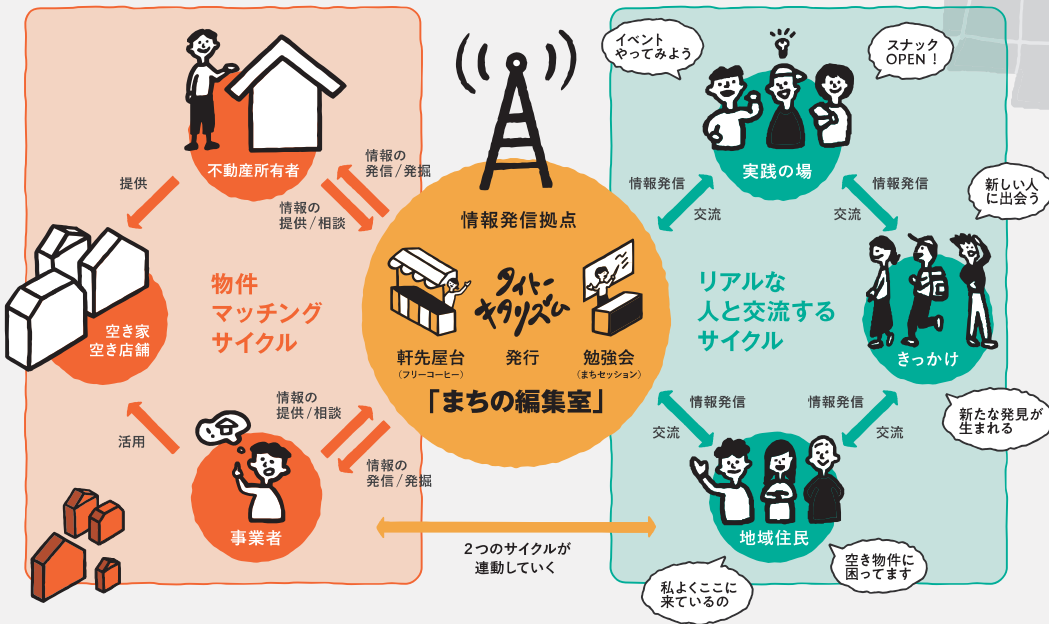 不動産所有者
提供
情報の
発信/発掘
情報の
提供/相談
空き家
空き店舗
物件
マッチング
サイクル
活用
情報の
提供/相談
情報の
発信/発掘
事業者
情報発信拠点
タイトー
キタリズム
軒先屋台
(フリーコーヒー)
発行
勉強会
(まちセッション)
「まちの編集室」
2つのサイクルが
連動していく
イベント
やってみよう
スナック
OPEN!
実践の場
情報発信
交流
情報発信
交流
新しい人
に出会う
リアルな
人と交流する
サイクル
きっかけ
情報発信
交流
情報発信
交流
新たな発見が
生まれる
地域住民
空き物件に
困ってます
私よくここに
来ているの